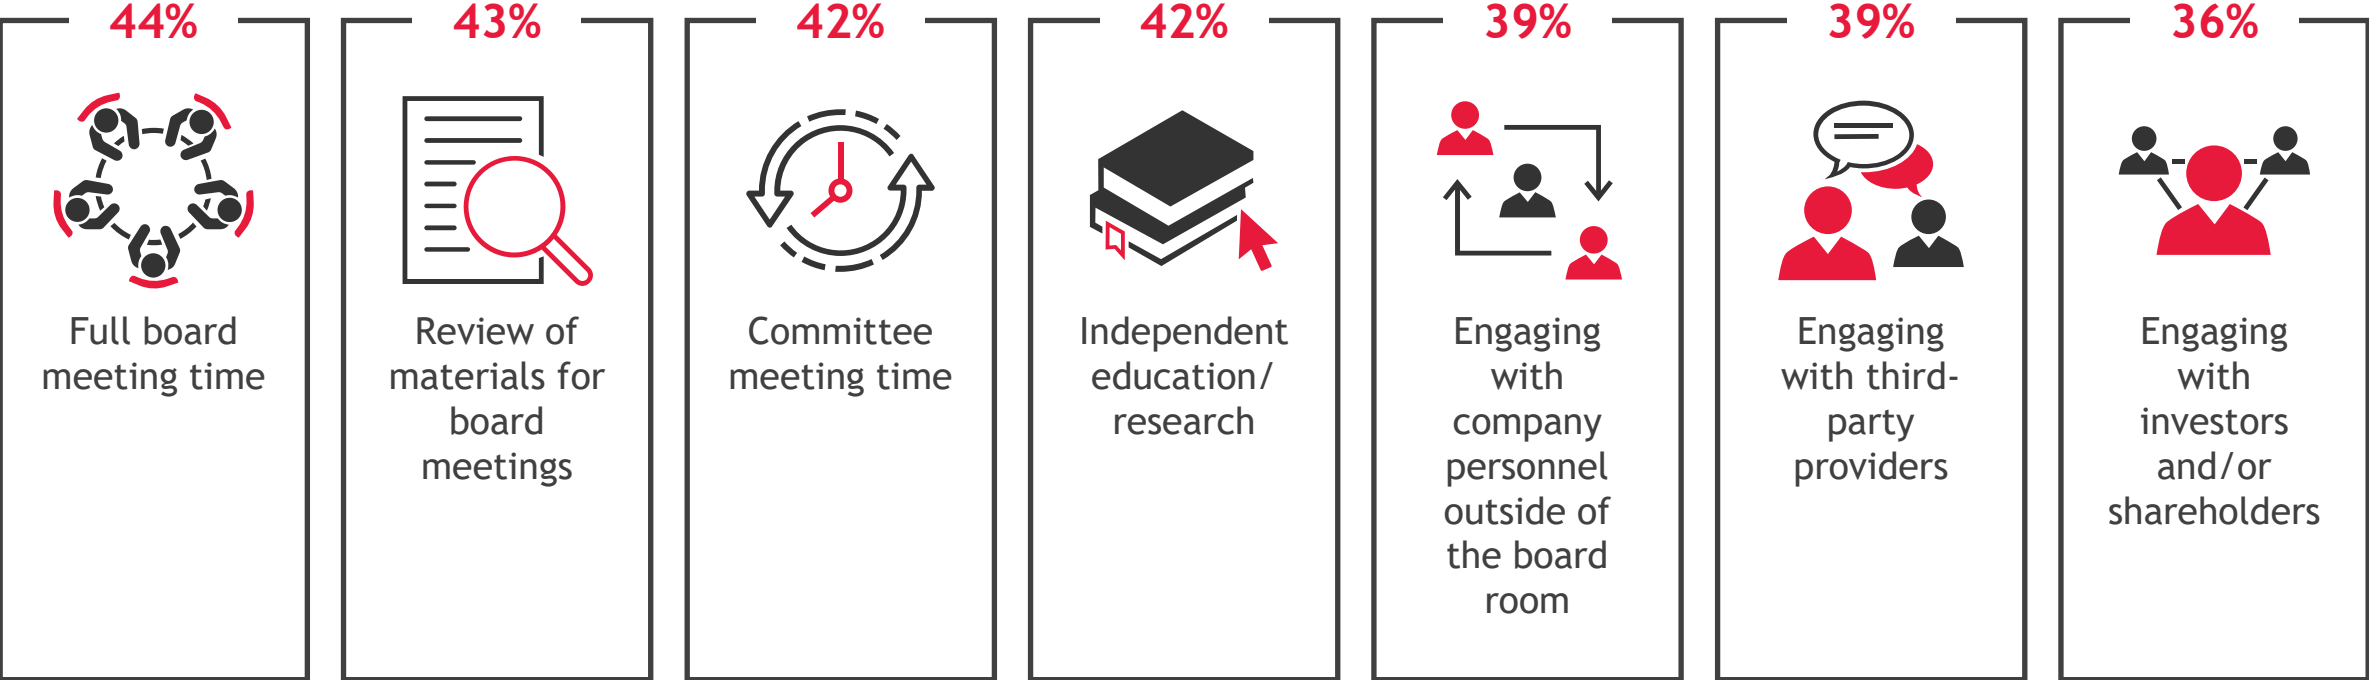 44%
Full board
meeting time
43%
Review of
materials for
board
meetings
42%
Committee
meeting time
42%
Independent
education/
research
39%
Engaging
with
company
personnel
outside of
the board
room
39%
Engaging
with third-
party
providers
36%
Engaging
with
investors
and/or
shareholders